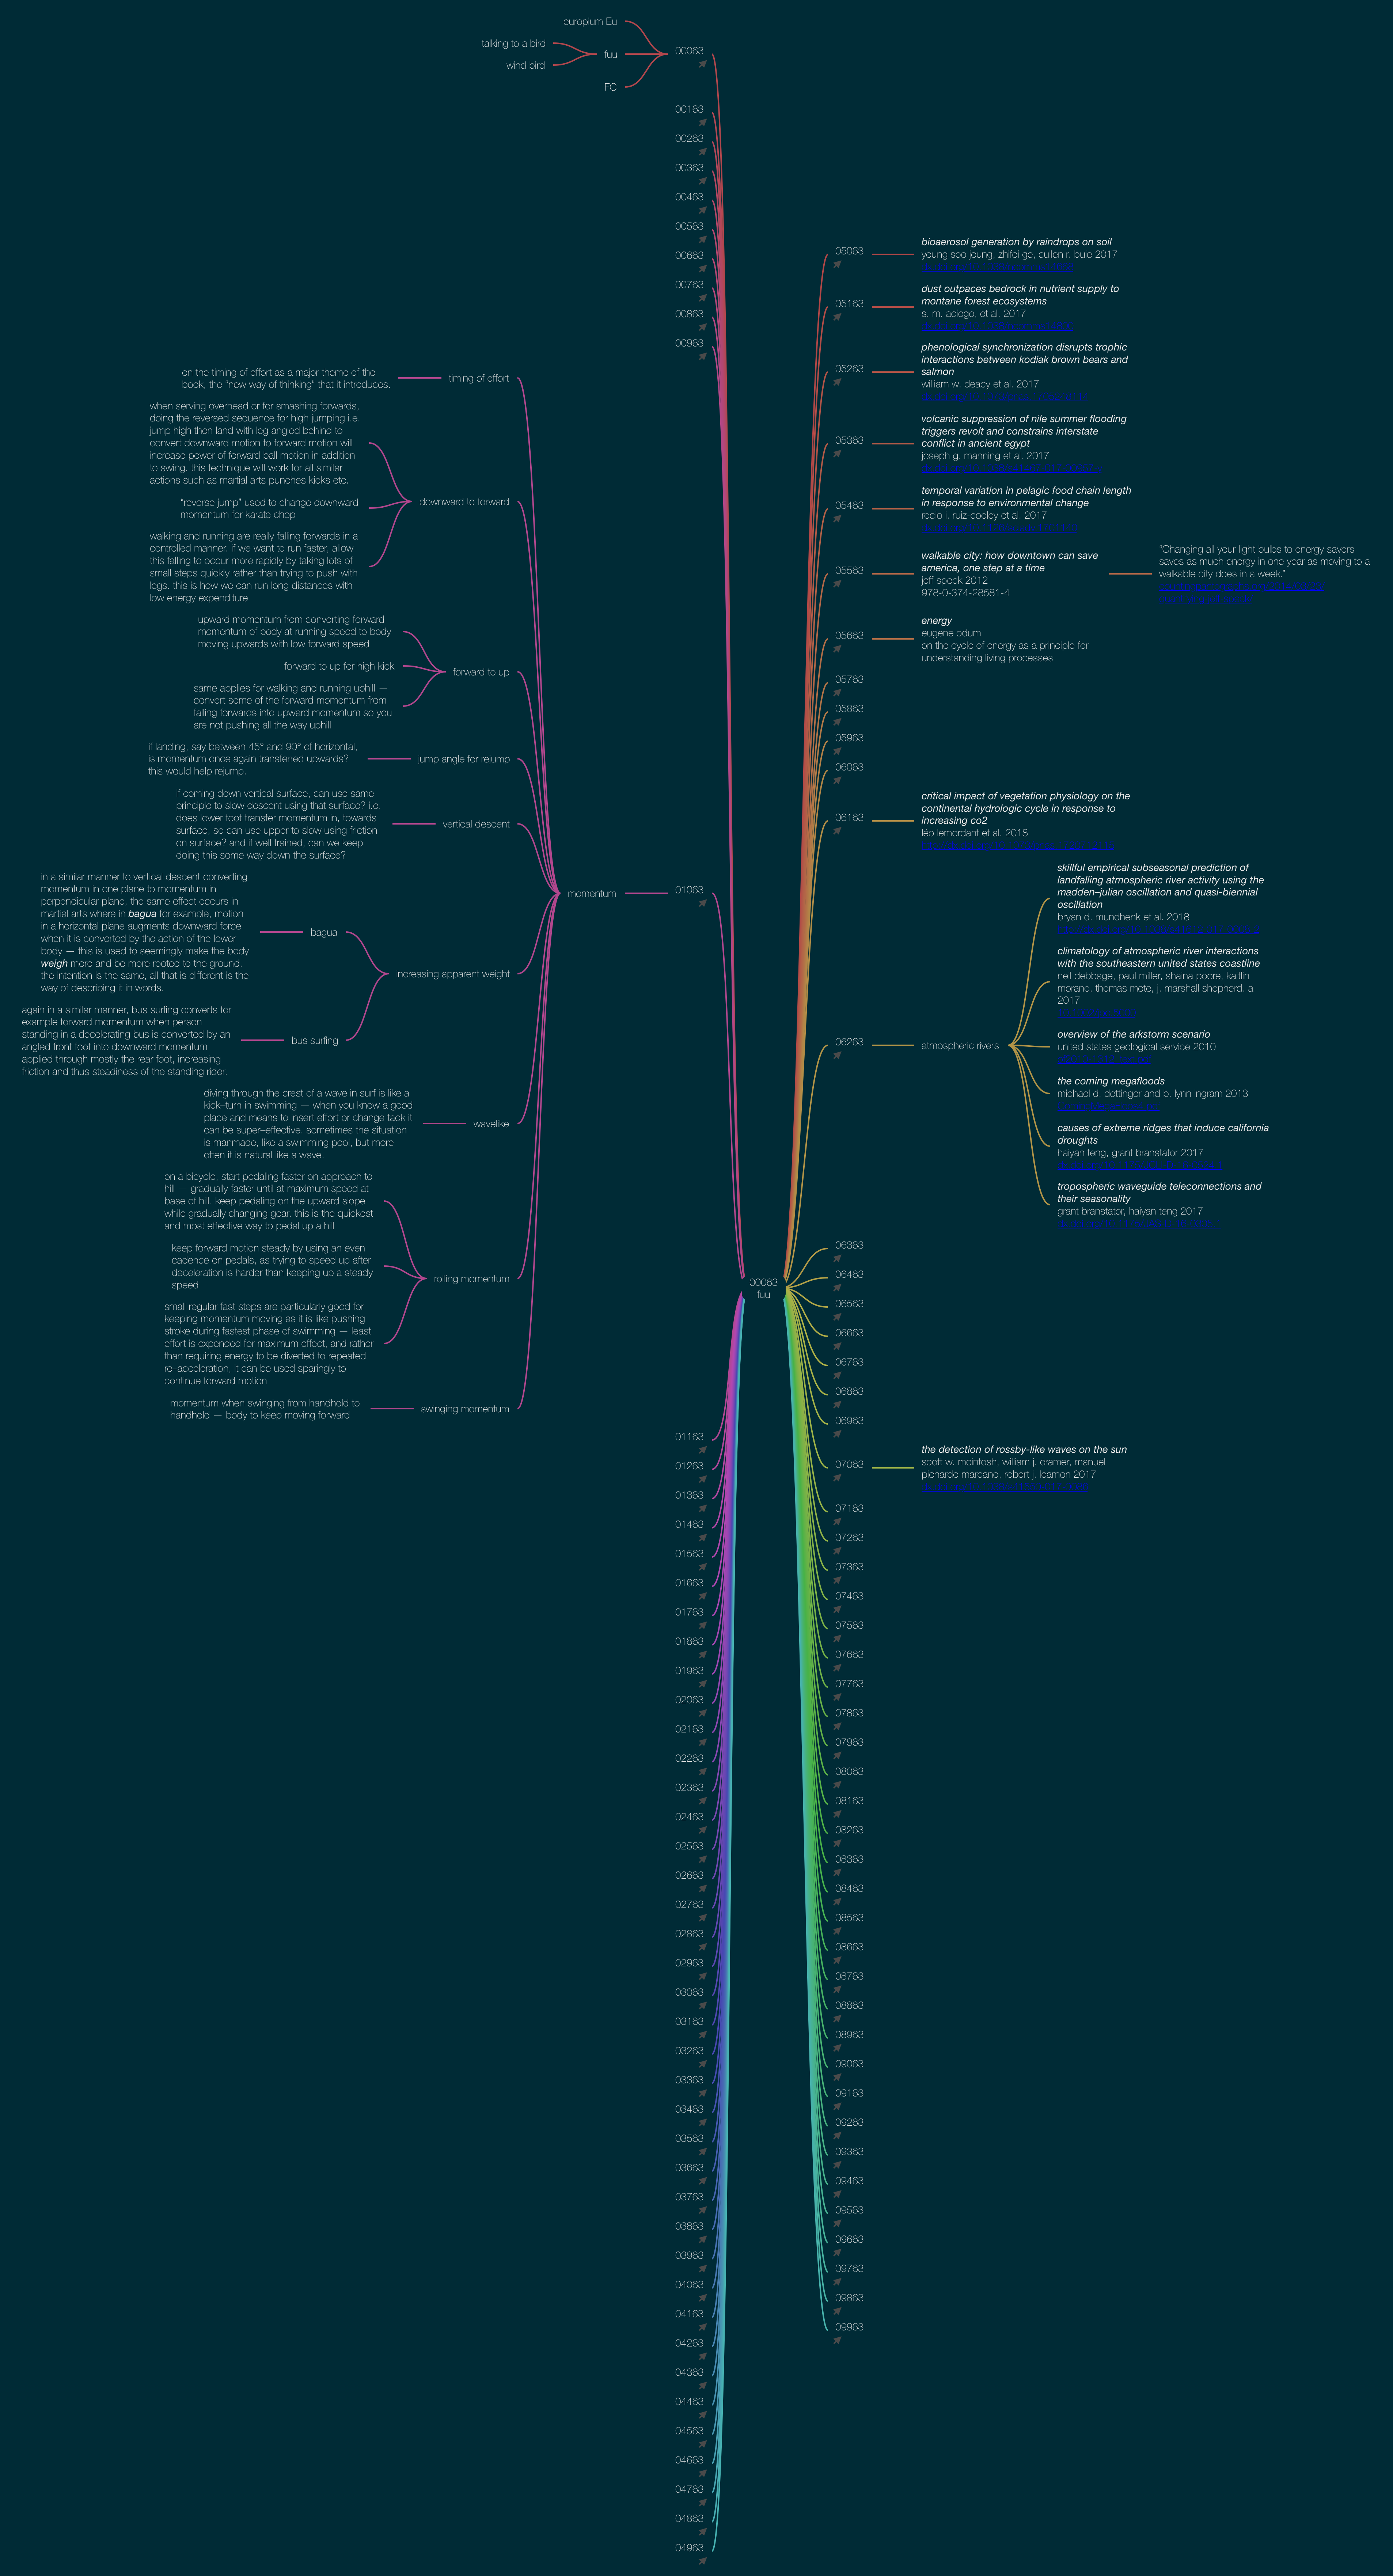 europium Eu
talking to a bird
wind bird
fuu
FC
00063
00163
00263
00363
00463
00563
00663
00763
00863
00963
on the timing of effort as a major theme of the
book, the “new way of thinking” that it introduces.
timing of effort
when serving overhead or for smashing forwards,
doing the reversed sequence for high jumping i.e.
jump high then land with leg angled behind to
convert downward motion to forward motion will
increase power of forward ball motion in addition
to swing. this technique will work for all similar
actions such as martial arts punches kicks etc.
“reverse jump” used to change downward
momentum for karate chop
walking and running are really falling forwards in a
controlled manner. if we want to run faster, allow
this falling to occur more rapidly by taking lots of
small steps quickly rather than trying to push with
legs. this is how we can run long distances with
low energy expenditure
downward to forward
upward momentum from converting forward
momentum of body at running speed to body
moving upwards with low forward speed
forward to up for high kick
same applies for walking and running uphill —
convert some of the forward momentum from
falling forwards into upward momentum so you
are not pushing all the way uphill
forward to up
if landing, say between 45° and 90° of horizontal,
is momentum once again transferred upwards?
this would help rejump.
jump angle for rejump
if coming down vertical surface, can use same
principle to slow descent using that surface? i.e.
does lower foot transfer momentum in, towards
surface, so can use upper to slow using friction
on surface? and if well trained, can we keep
doing this some way down the surface?
vertical descent
in a similar manner to vertical descent converting
momentum in one plane to momentum in
perpendicular plane, the same effect occurs in
martial arts where in bagua for example, motion
in a horizontal plane augments downward force
when it is converted by the action of the lower
body — this is used to seemingly make the body
weigh more and be more rooted to the ground.
the intention is the same, all that is different is the
way of describing it in words.
bagua
again in a similar manner, bus surfing converts for
example forward momentum when person
standing in a decelerating bus is converted by an
angled front foot into downward momentum
applied through mostly the rear foot, increasing
friction and thus steadiness of the standing rider.
bus surfing
increasing apparent weight
diving through the crest of a wave in surf is like a
kick–turn in swimming — when you know a good
place and means to insert effort or change tack it
can be super–effective. sometimes the situation
is manmade, like a swimming pool, but more
often it is natural like a wave.
wavelike
on a bicycle, start pedaling faster on approach to
hill — gradually faster until at maximum speed at
base of hill. keep pedaling on the upward slope
while gradually changing gear. this is the quickest
and most effective way to pedal up a hill
keep forward motion steady by using an even
cadence on pedals, as trying to speed up after
deceleration is harder than keeping up a steady
speed
small regular fast steps are particularly good for
keeping momentum moving as it is like pushing
stroke during fastest phase of swimming — least
effort is expended for maximum effect, and rather
than requiring energy to be diverted to repeated
re–acceleration, it can be used sparingly to
continue forward motion
rolling momentum
momentum when swinging from handhold to
handhold — body to keep moving forward
swinging momentum
momentum
01063
01163
01263
01363
01463
01563
01663
01763
01863
01963
02063
02163
02263
02363
02463
02563
02663
02763
02863
02963
03063
03163
03263
03363
03463
03563
03663
03763
03863
03963
04063
04163
04263
04363
04463
04563
04663
04763
04863
04963
00063
fuu
05063
bioaerosol generation by raindrops on soil
young soo joung, zhifei ge, cullen r. buie 2017
05163
dust outpaces bedrock in nutrient supply to
montane forest ecosystems
s. m. aciego, et al. 2017
05263
phenological synchronization disrupts trophic
interactions between kodiak brown bears and
salmon
william w. deacy et al. 2017
05363
volcanic suppression of nile summer flooding
triggers revolt and constrains interstate
conflict in ancient egypt
joseph g. manning et al. 2017
05463
temporal variation in pelagic food chain length
in response to environmental change
rocio i. ruiz-cooley et al. 2017
05563
walkable city: how downtown can save
america, one step at a time
jeff speck 2012
978-0-374-28581-4
“Changing all your light bulbs to energy savers
saves as much energy in one year as moving to a
walkable city does in a week.”
05663
energy
eugene odum
on the cycle of energy as a principle for
understanding living processes
05763
05863
05963
06063
06163
critical impact of vegetation physiology on the
continental hydrologic cycle in response to
increasing co2
léo lemordant et al. 2018
06263
atmospheric rivers
skillful empirical subseasonal prediction of
landfalling atmospheric river activity using the
madden–julian oscillation and quasi-biennial
oscillation
bryan d. mundhenk et al. 2018
climatology of atmospheric river interactions
with the southeastern united states coastline
neil debbage, paul miller, shaina poore, kaitlin
morano, thomas mote, j. marshall shepherd. a
2017
overview of the arkstorm scenario
united states geological service 2010
the coming megafloods
michael d. dettinger and b. lynn ingram 2013
causes of extreme ridges that induce california
droughts
haiyan teng, grant branstator 2017
tropospheric waveguide teleconnections and
their seasonality
grant branstator, haiyan teng 2017
06363
06463
06563
06663
06763
06863
06963
07063
the detection of rossby-like waves on the sun
scott w. mcintosh, william j. cramer, manuel
pichardo marcano, robert j. leamon 2017
07163
07263
07363
07463
07563
07663
07763
07863
07963
08063
08163
08263
08363
08463
08563
08663
08763
08863
08963
09063
09163
09263
09363
09463
09563
09663
09763
09863
09963